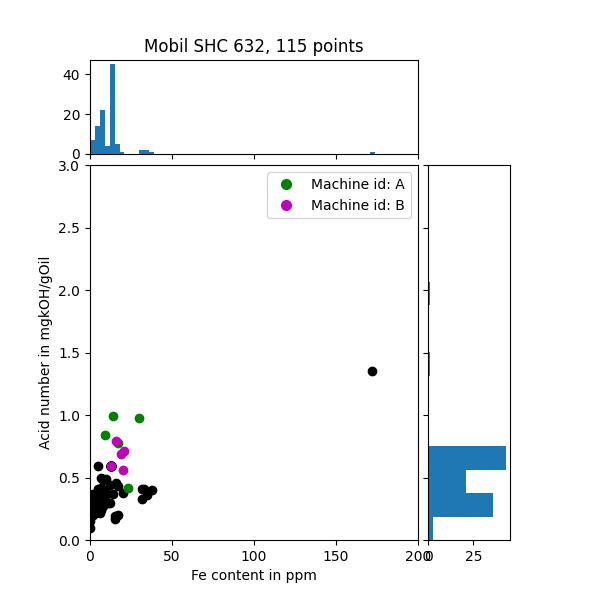 Mobil SHC 632, 115 points
40
20
0
3.0
2.5
2.0
1.5
1.0
0.5
0.0
Acid number in mgkOH/gOil
Machine id: A
Machine id: B
0 50 100 150 200
0 25
Fe content in ppm